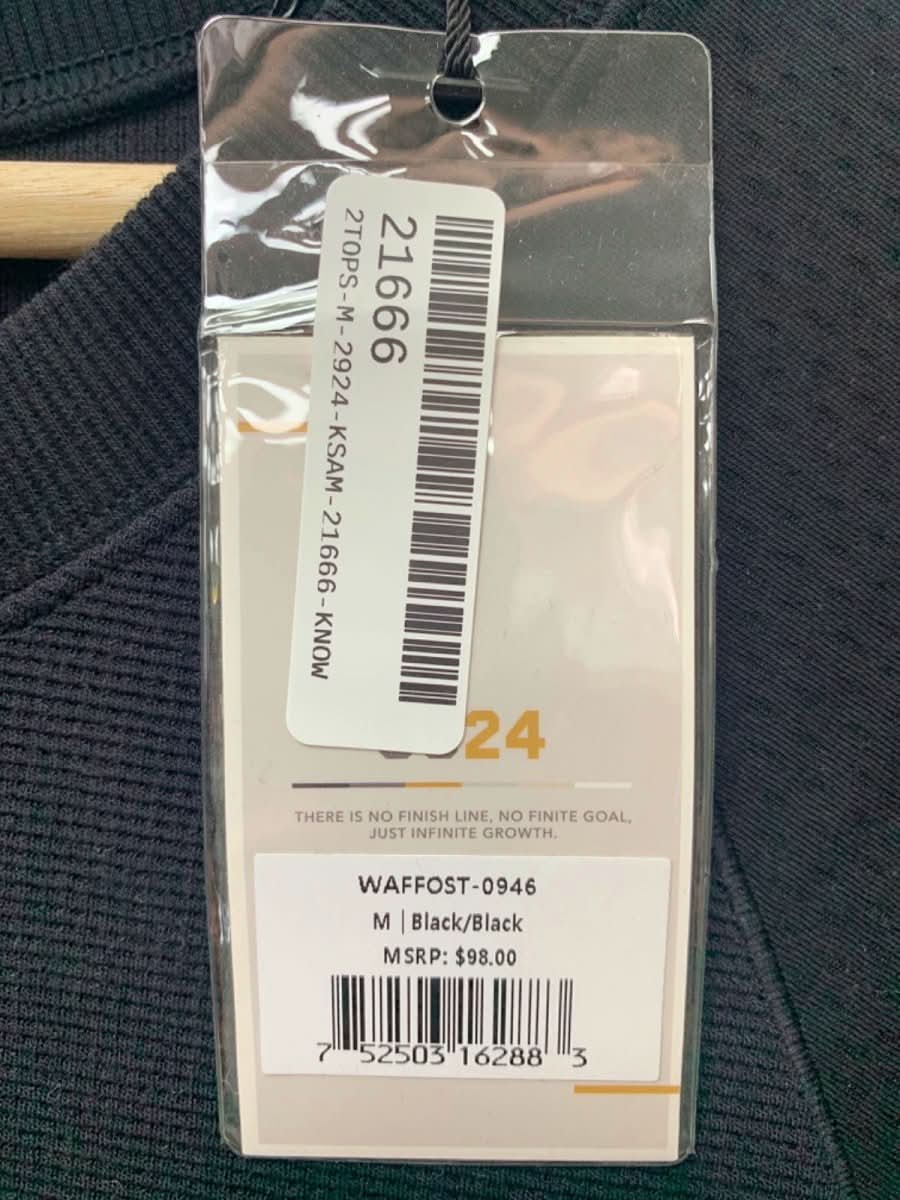 21666
2TOPS-M-2924-KSAM-21666-KNOW
24
THERE IS NO FINISH LINE, NO FINITE GOAL,
JUST INFINITE GROWTH.
WAFFOST-0946
M | Black/Black
MSRP: $98.00
7 52503 16288 3